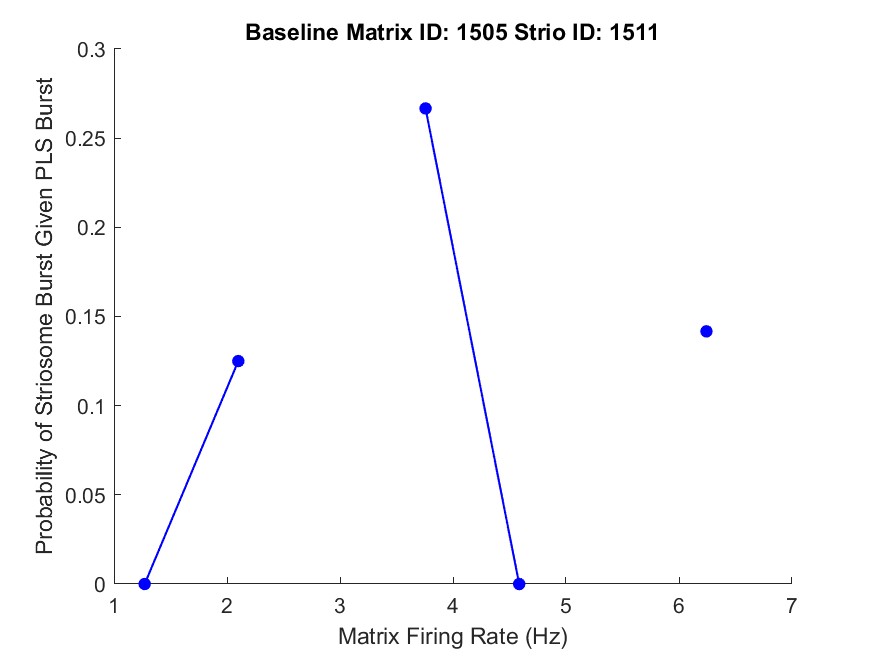 Baseline Matrix ID: 1505 Strio ID: 1511
Probability of Striosome Burst Given PLS Burst
0.3
0.25
0.2
0.15
0.1
0.05
0
1 2 3 4 5 6 7
Matrix Firing Rate (Hz)